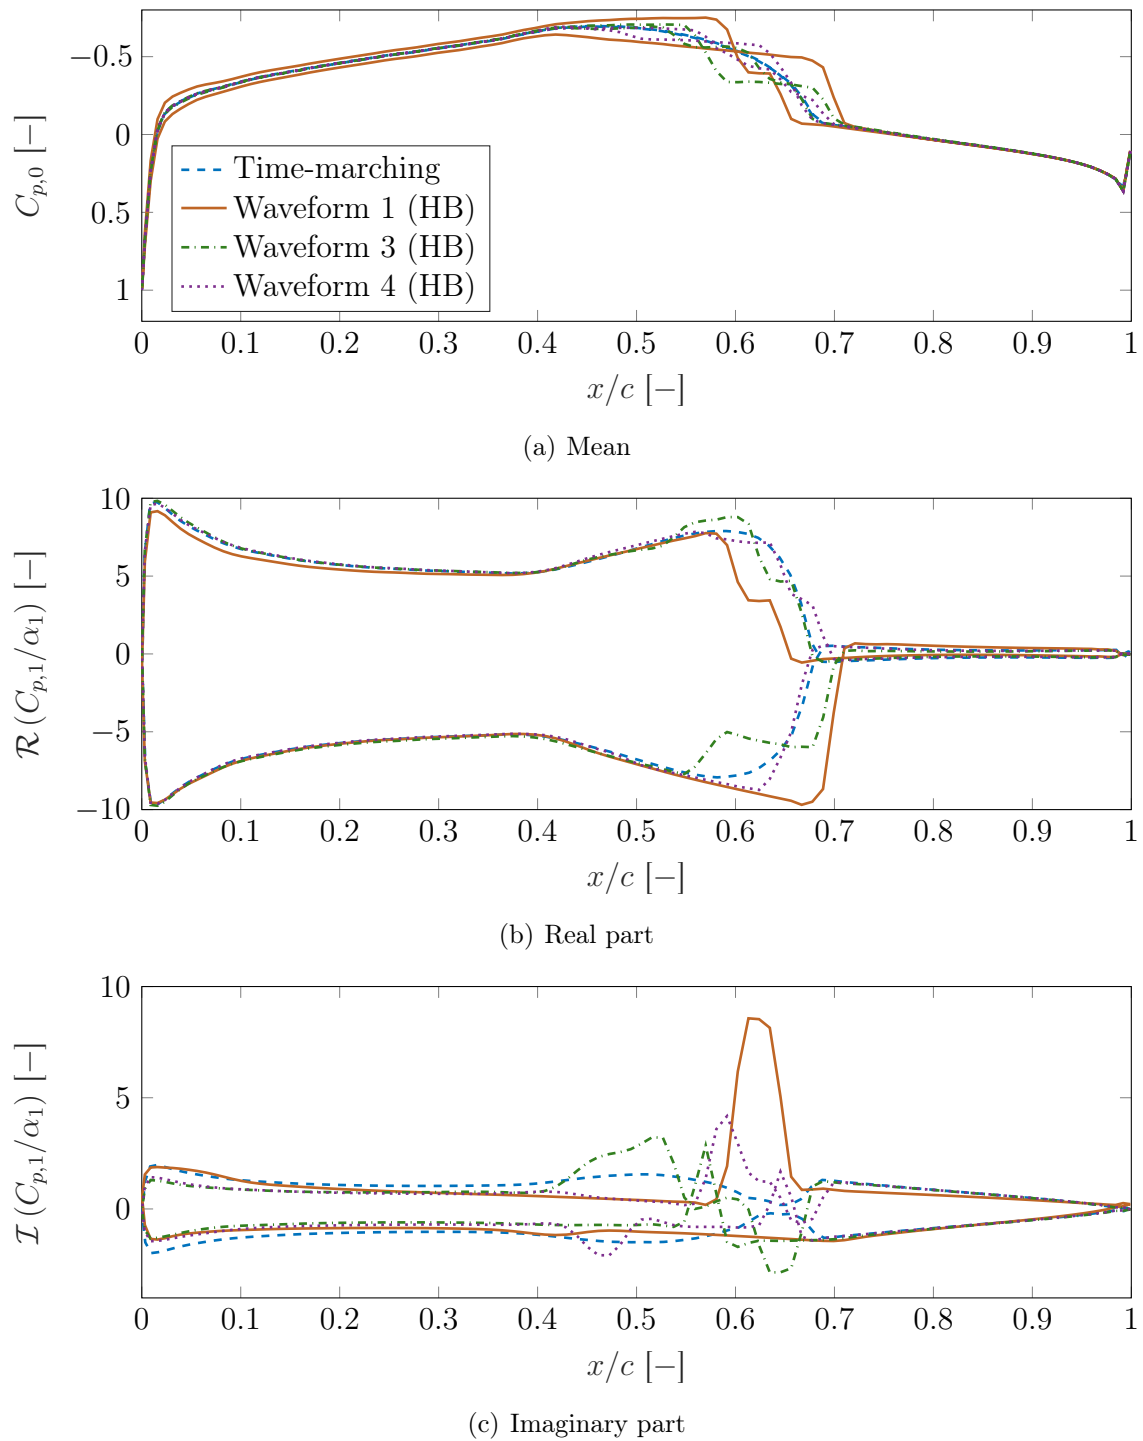 −0.5
0
0.5
1
C_{p,0} [−]
Time-marching
Waveform 1 (HB)
Waveform 3 (HB)
Waveform 4 (HB)
0 0.1 0.2 0.3 0.4 0.5 0.6 0.7 0.8 0.9 1
x/c [−]
(a) Mean
10
5
0
−5
−10
ℛ (C_{p,1}/α_1) [−]
0 0.1 0.2 0.3 0.4 0.5 0.6 0.7 0.8 0.9 1
x/c [−]
(b) Real part
10
5
0
ℐ (C_{p,1}/α_1) [−]
0 0.1 0.2 0.3 0.4 0.5 0.6 0.7 0.8 0.9 1
x/c [−]
(c) Imaginary part